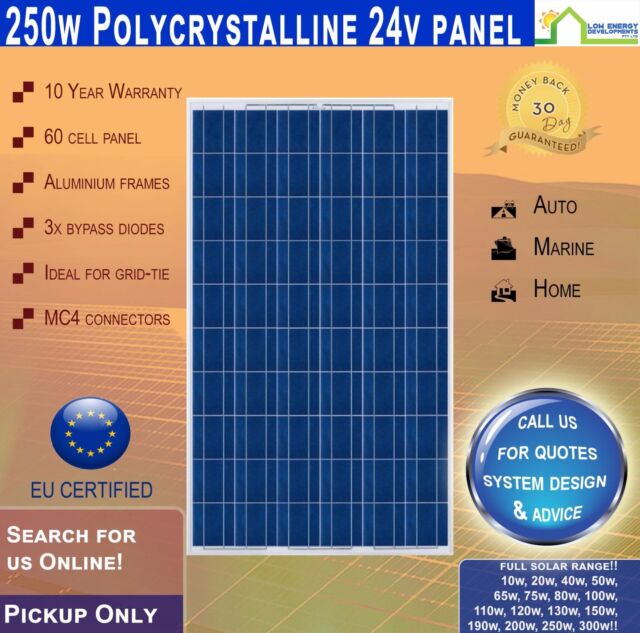 250w Polycrystalline 24v panel
LOW ENERGY
DEVELOPMENTS
PTY LTD
10 Year Warranty
60 cell panel
Aluminium frames
3x bypass diodes
Ideal for grid-tie
MC4 connectors
MONEY BACK
30
Day
GUARANTEED!
Auto
Marine
Home
EU CERTIFIED
CALL US
FOR QUOTES
SYSTEM DESIGN
& ADVICE
Search for
us Online!
Pickup Only
FULL SOLAR RANGE!!
10w, 20w, 40w, 50w,
65w, 75w, 80w, 100w,
110w, 120w, 130w, 150w,
190w, 200w, 250w, 300w!!